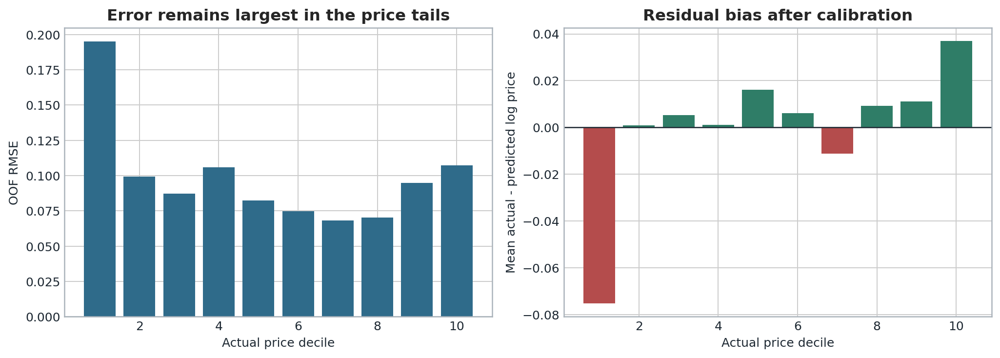 Error remains largest in the price tails
0.200
0.175
0.150
0.125
0.100
0.075
0.050
0.025
0.000
OOF RMSE
2 4 6 8 10
Actual price decile
Residual bias after calibration
0.04
0.02
0.00
−0.02
−0.04
−0.06
−0.08
Mean actual - predicted log price
2 4 6 8 10
Actual price decile